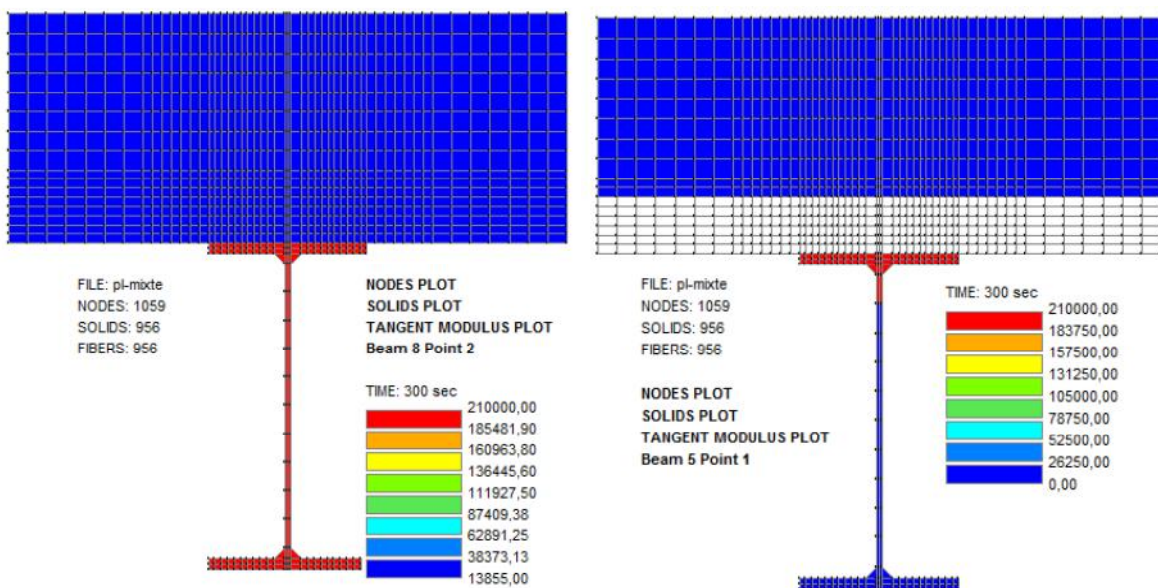 FILE: pl-mixte
NODES: 1059
SOLIDS: 956
FIBERS: 956
NODES PLOT
SOLIDS PLOT
TANGENT MODULUS PLOT
Beam 8 Point 2
TIME: 300 sec
210000,00
185481,90
160963,80
136445,60
111927,50
87409,38
62891,25
38373,13
13855,00
FILE: pl-mixte
NODES: 1059
SOLIDS: 956
FIBERS: 956
NODES PLOT
SOLIDS PLOT
TANGENT MODULUS PLOT
Beam 5 Point 1
TIME: 300 sec
210000,00
183750,00
157500,00
131250,00
105000,00
78750,00
52500,00
26250,00
0,00